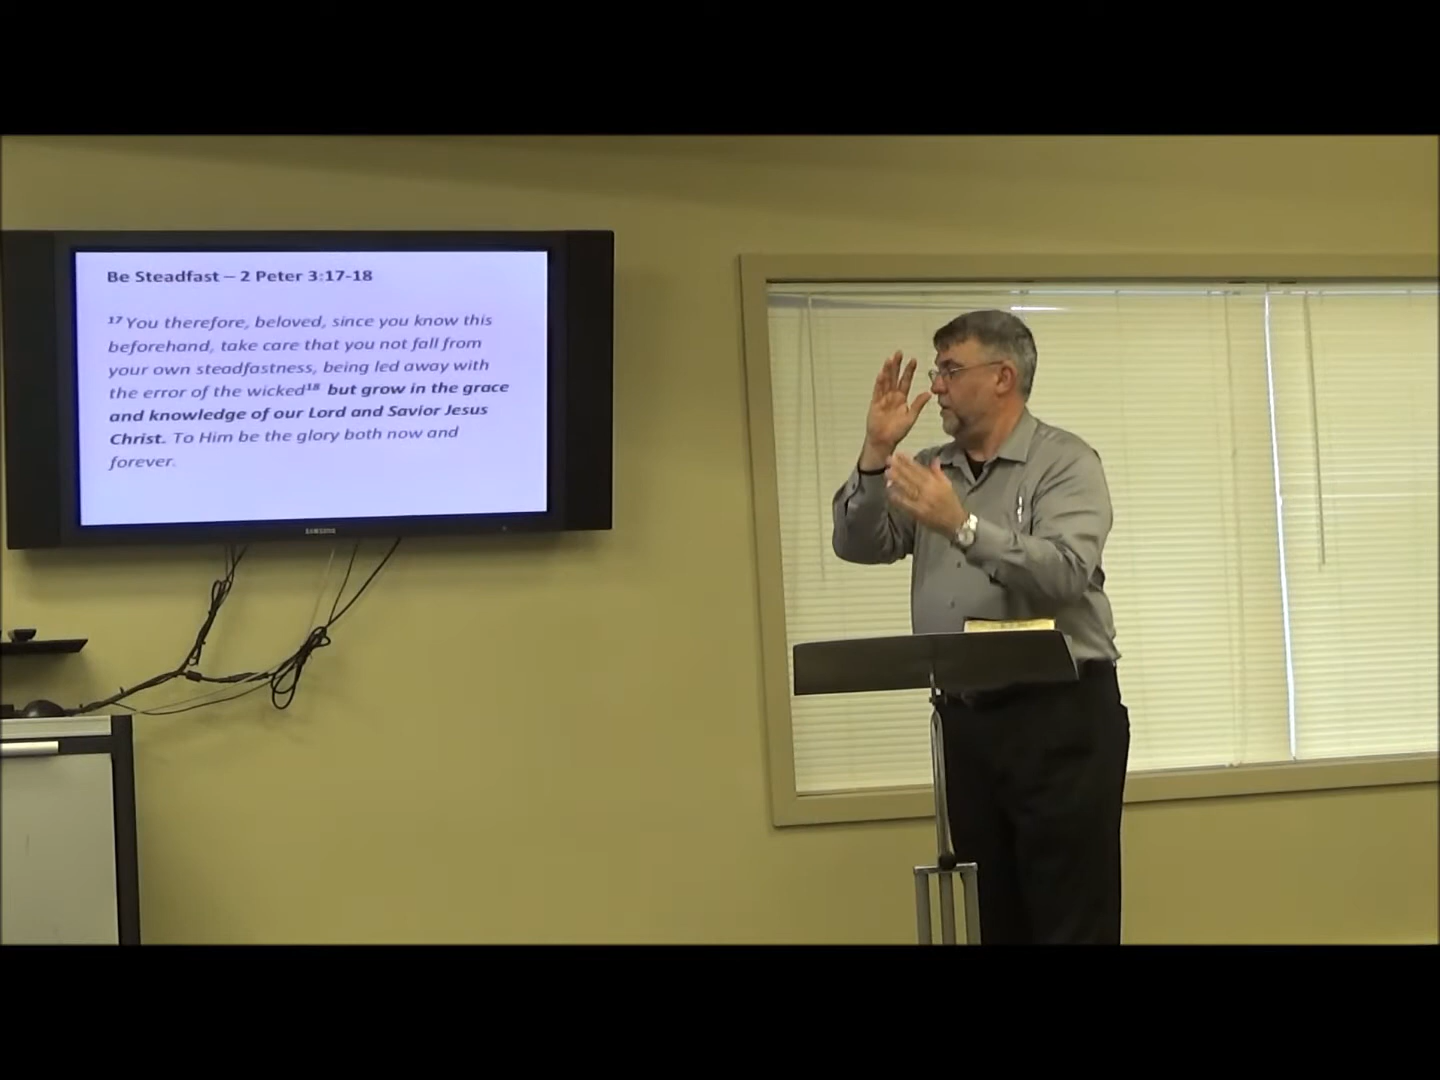 Be Steadfast – 2 Peter 3:17-18
17 You therefore, beloved, since you know this
beforehand, take care that you not fall from
your own steadfastness, being led away with
the error of the wicked18 but grow in the grace
and knowledge of our Lord and Savior Jesus
Christ. To Him be the glory both now and
forever.
SAMSUNG